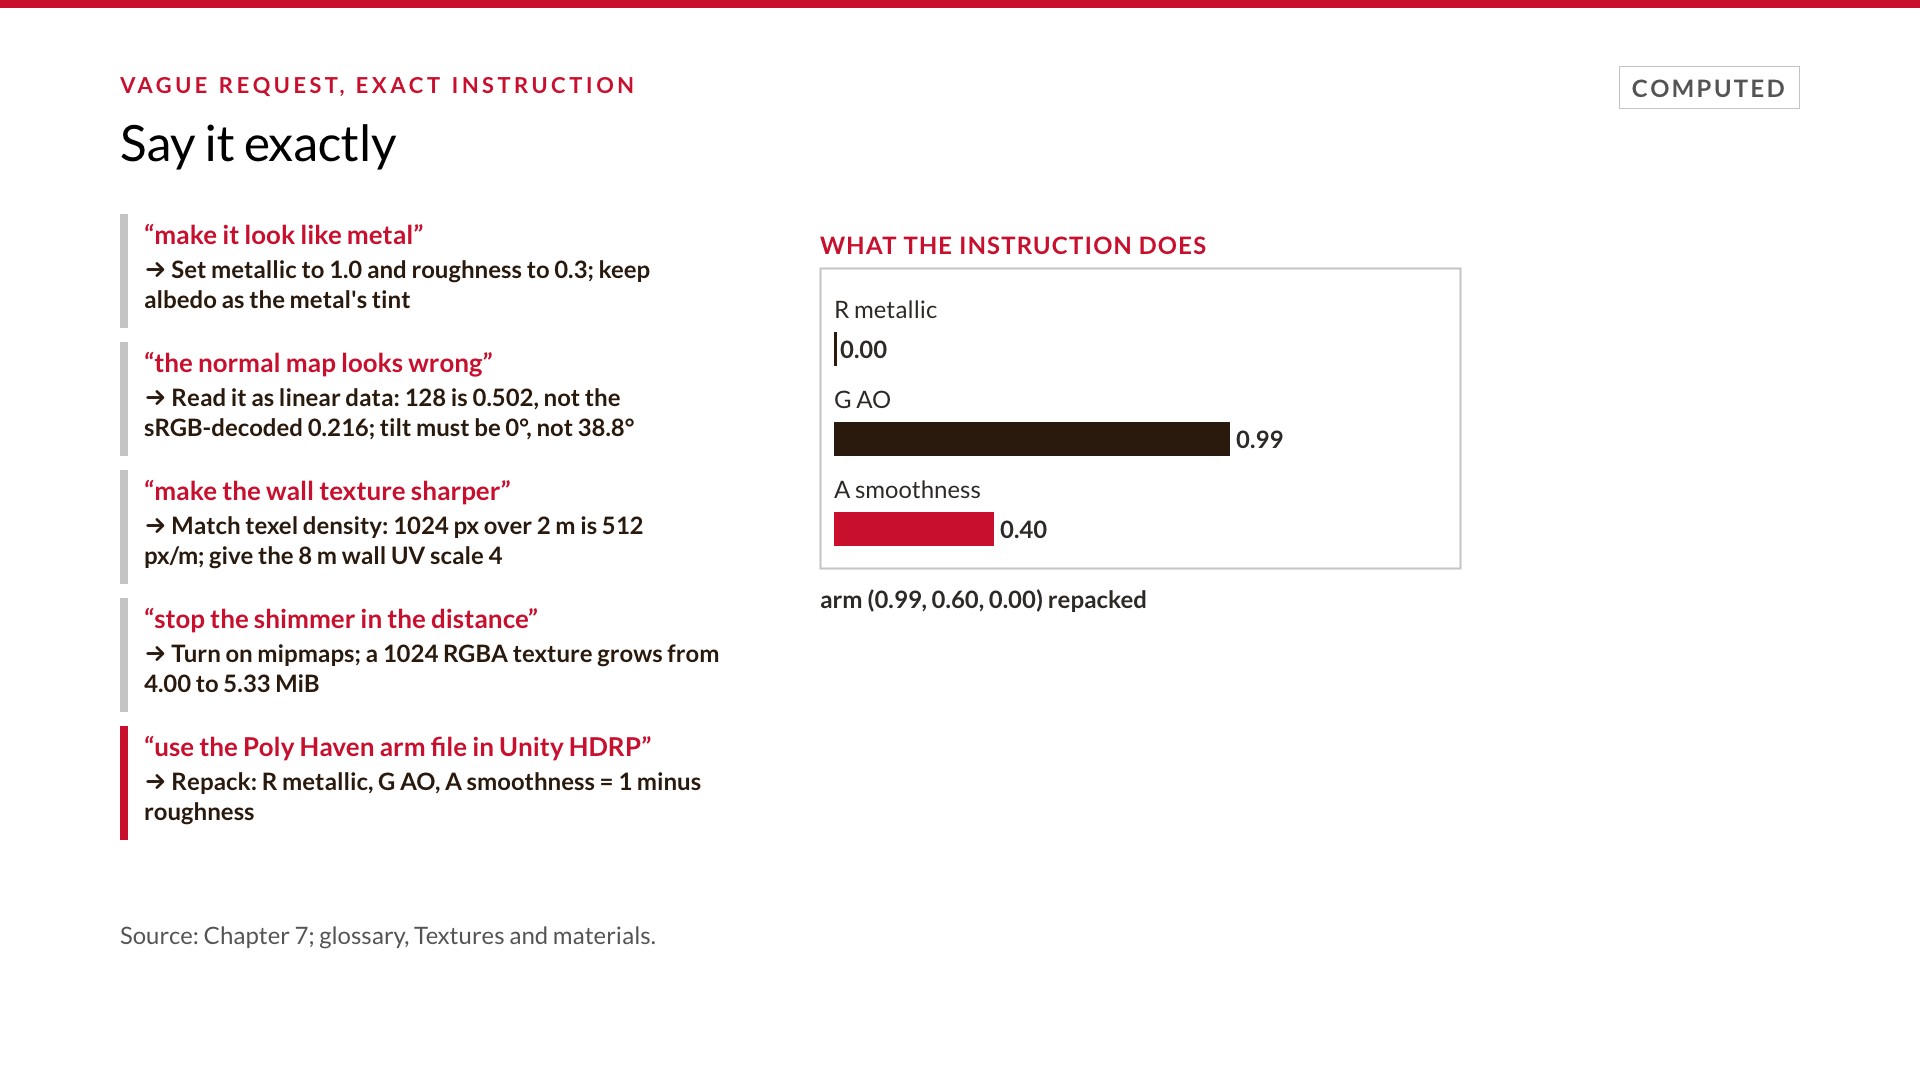 VAGUE REQUEST, EXACT INSTRUCTION
COMPUTED
Say it exactly
“make it look like metal”
→ Set metallic to 1.0 and roughness to 0.3; keep
albedo as the metal's tint
“the normal map looks wrong”
→ Read it as linear data: 128 is 0.502, not the
sRGB-decoded 0.216; tilt must be 0°, not 38.8°
“make the wall texture sharper”
→ Match texel density: 1024 px over 2 m is 512
px/m; give the 8 m wall UV scale 4
“stop the shimmer in the distance”
→ Turn on mipmaps; a 1024 RGBA texture grows from
4.00 to 5.33 MiB
“use the Poly Haven arm file in Unity HDRP”
→ Repack: R metallic, G AO, A smoothness = 1 minus
roughness
WHAT THE INSTRUCTION DOES
R metallic
0.00
G AO
0.99
A smoothness
0.40
arm (0.99, 0.60, 0.00) repacked
Source: Chapter 7; glossary, Textures and materials.